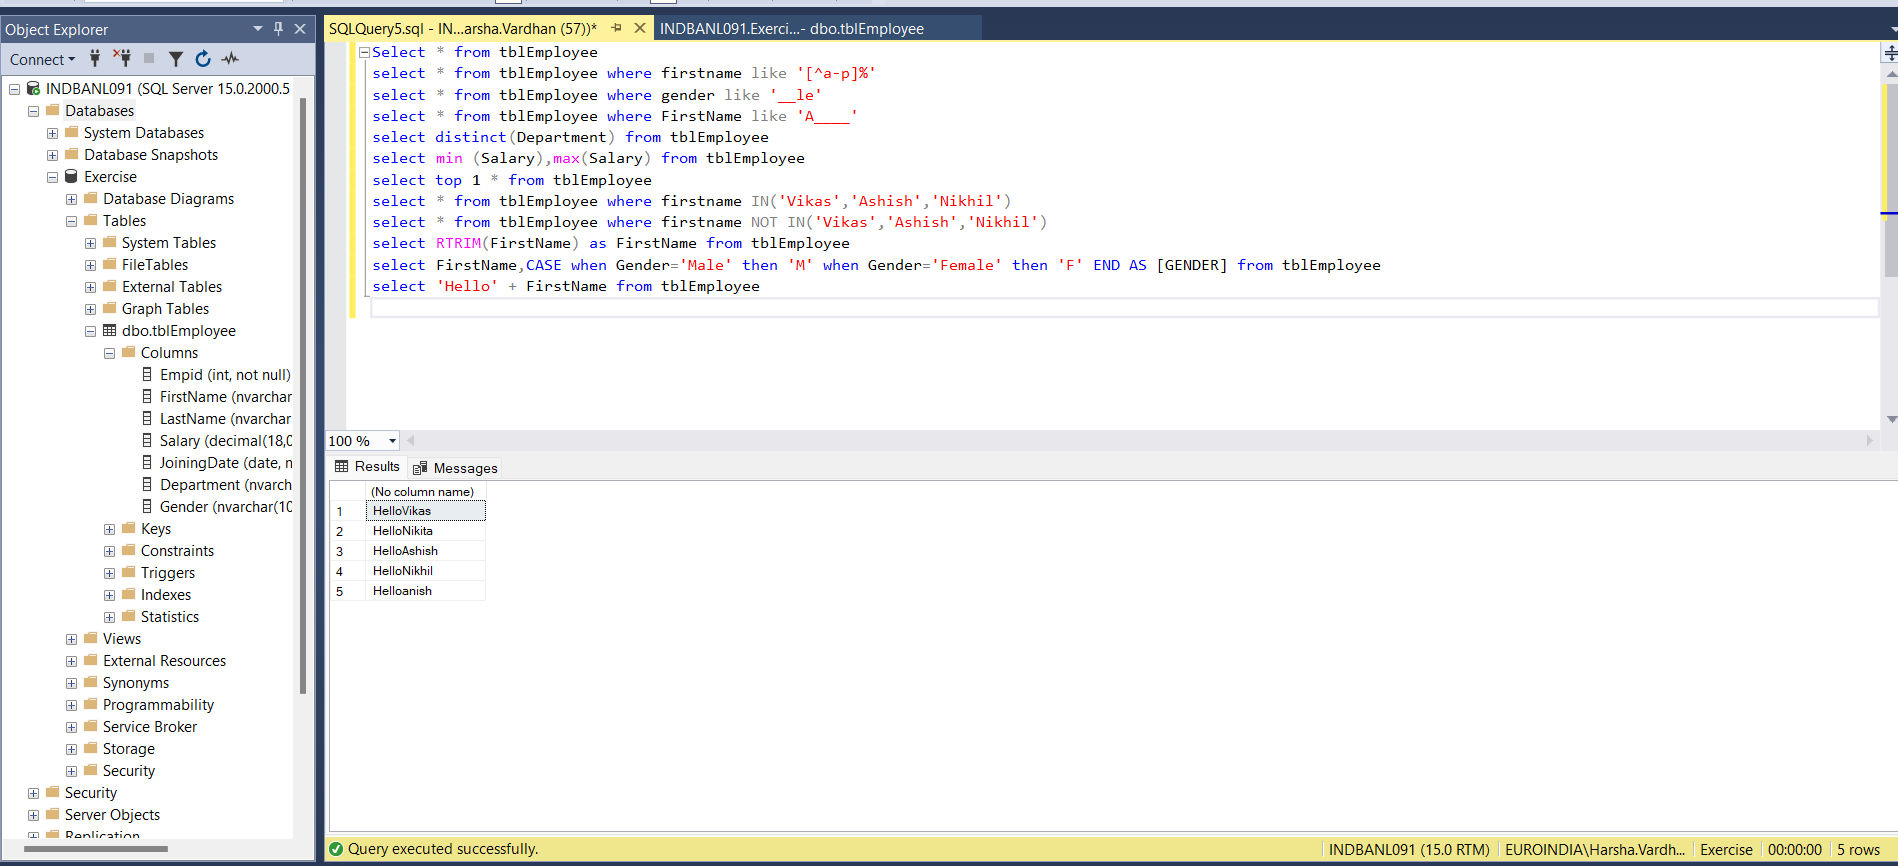 Object Explorer
Connect
INDBANL091 (SQL Server 15.0.2000.5
Databases
System Databases
Database Snapshots
Exercise
Database Diagrams
Tables
System Tables
FileTables
External Tables
Graph Tables
dbo.tblEmployee
Columns
Empid (int, not null)
FirstName (nvarchar
LastName (nvarchar
Salary (decimal(18,0
JoiningDate (date, n
Department (nvarch
Gender (nvarchar(10
Keys
Constraints
Triggers
Indexes
Statistics
Views
External Resources
Synonyms
Programmability
Service Broker
Storage
Security
Security
Server Objects
Replication
SQLQuery5.sql - IN...arsha.Vardhan (57))*
INDBANL091.Exerci...- dbo.tblEmployee
Select * from tblEmployee
select * from tblEmployee where firstname like '[^a-p]%'
select * from tblEmployee where gender like '__le'
select * from tblEmployee where FirstName like 'A____'
select distinct(Department) from tblEmployee
select min (Salary),max(Salary) from tblEmployee
select top 1 * from tblEmployee
select * from tblEmployee where firstname IN('Vikas','Ashish','Nikhil')
select * from tblEmployee where firstname NOT IN('Vikas','Ashish','Nikhil')
select RTRIM(FirstName) as FirstName from tblEmployee
select FirstName,CASE when Gender='Male' then 'M' when Gender='Female' then 'F' END AS [GENDER] from tblEmployee
select 'Hello' + FirstName from tblEmployee
100 %
Results Messages
(No column name)
1 HelloVikas
2 HelloNikita
3 HelloAshish
4 HelloNikhil
5 Helloanish
Query executed successfully.
INDBANL091 (15.0 RTM) EUROINDIA\Harsha.Vardh... Exercise 00:00:00 5 rows